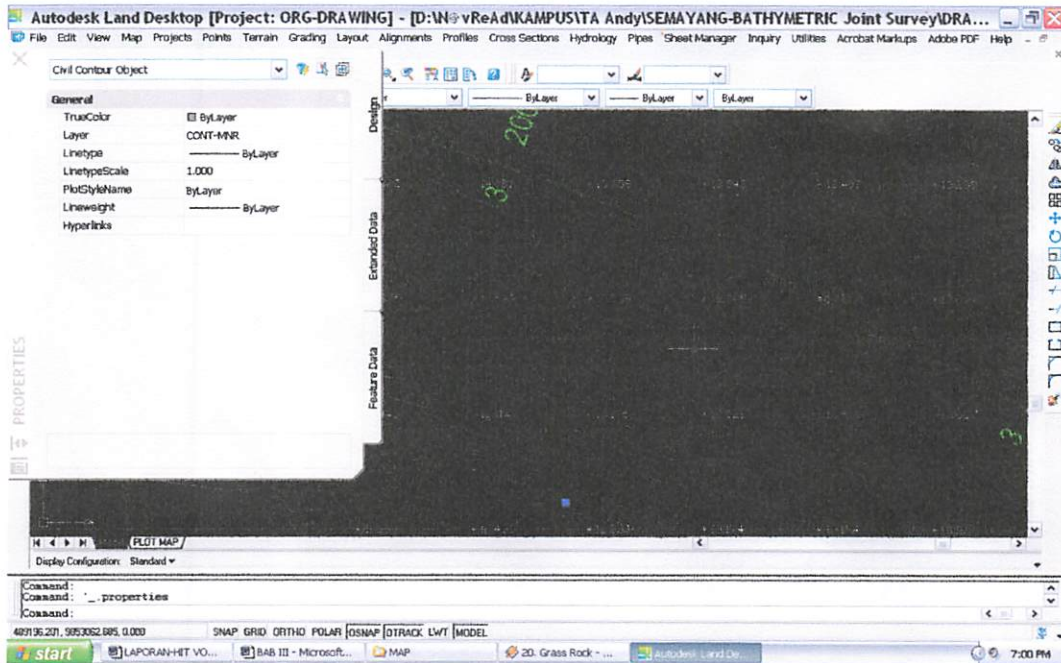 Autodesk Land Desktop [Project: ORG-DRAWING] - [D:\N vReAd\KAMPUS\TA Andy\SEMAYANG-BATHYMETRIC Joint Survey\DRA...
File Edit View Map Projects Points Terrain Grading Layout Alignments Profiles Cross Sections Hydrology Pipes Sheet Manager Inquiry Utilities Acrobat Markups Adobe PDF Help
Civil Contour Object
ByLayer ByLayer ByLayer
General
TrueColor ByLayer
Layer CONT-MNR
Linetype ByLayer
LinetypeScale 1.000
PlotStyleName ByLayer
Lineweight ByLayer
Hyperlinks
Design
Extended Data
Feature Data
PROPERTIES
3
3
PLOT MAP
Display Configuration: Standard
Command:
Command: '_.properties
Command:
SNAP GRID ORTHO POLAR OSNAP OTRACK LWT MODEL
start LAPORAN-HIT VO... BAB III - Microsoft... MAP 20. Grass Rock - ... Autodesk Land De... 7:00 PM